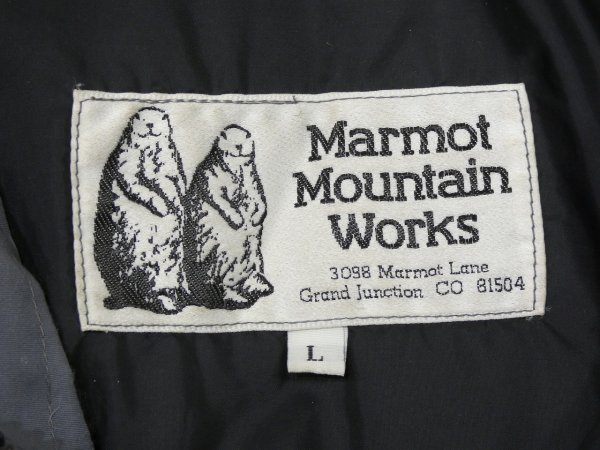 Marmot
Mountain
Works
3098 Marmot Lane
Grand Junction CO 81504
L